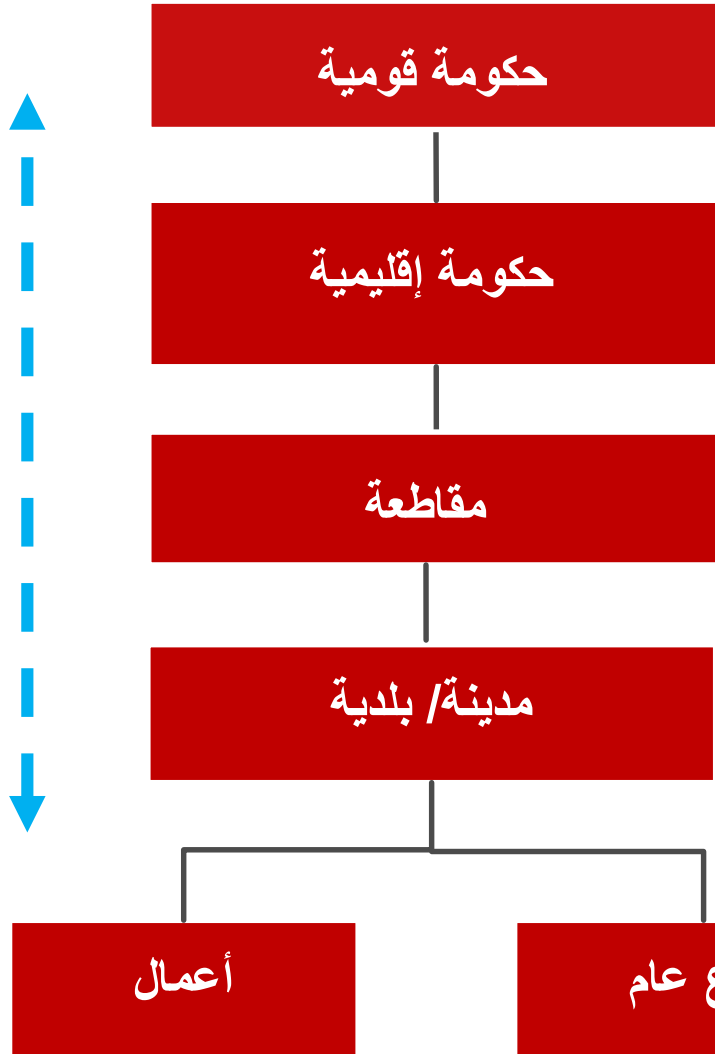 حكومة قومية
حكومة إقليمية
مقاطعة
مدينة/ بلدية
عام
أعمال